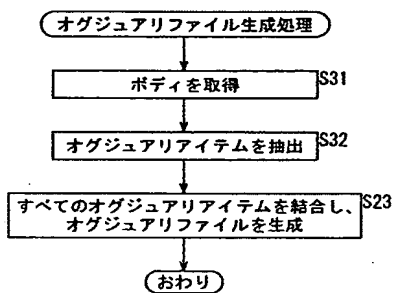 オグジュアリファイル生成処理
ボディを取得
S31
オグジュアリアイテムを抽出
S32
すべてのオグジュアリアイテムを結合し、
オグジュアリファイルを生成
S23
おわり